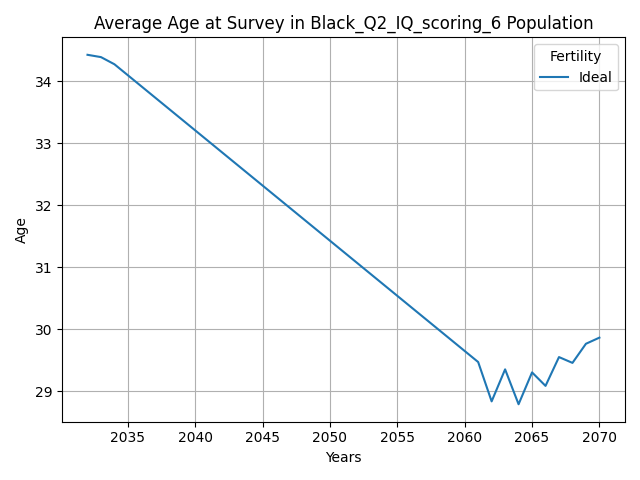 Average Age at Survey in Black_Q2_IQ_scoring_6 Population
Fertility
Ideal
34
33
32
31
30
29
Age
2035 2040 2045 2050 2055 2060 2065 2070
Years